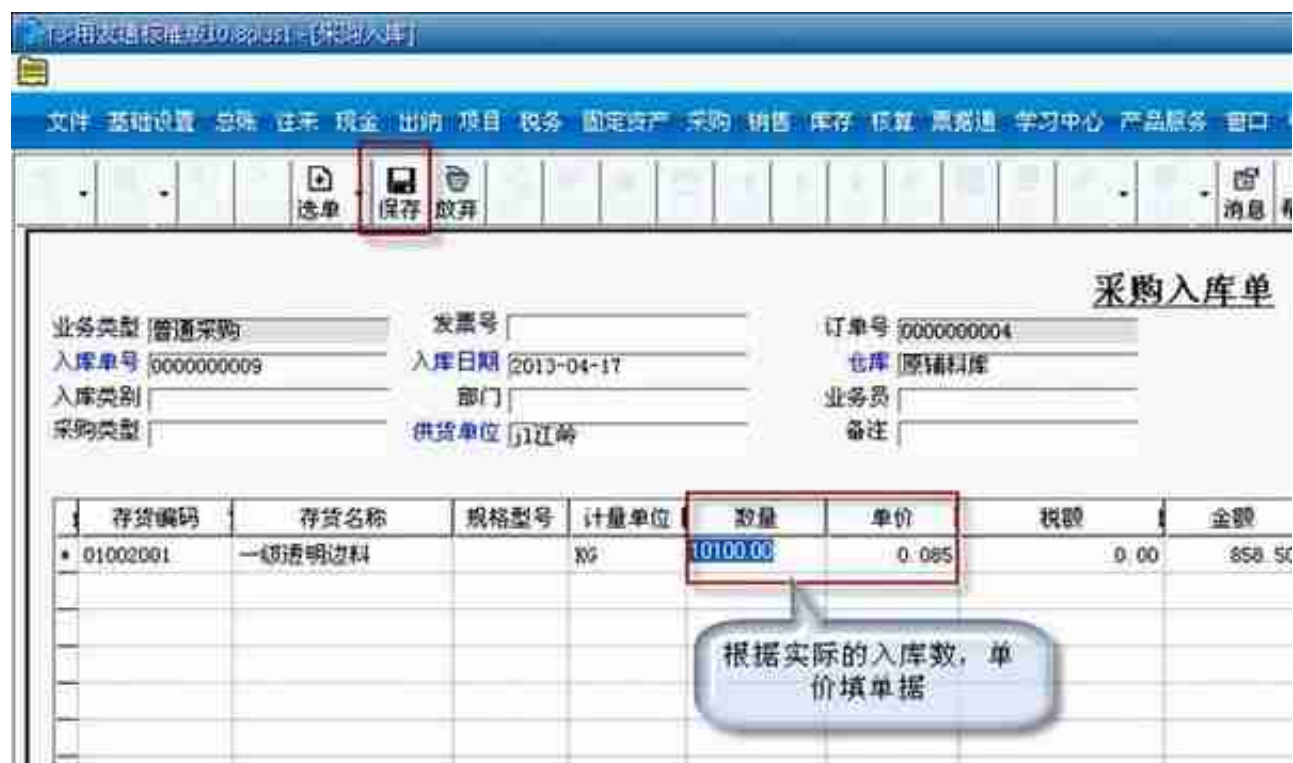 文件 基础设置 总账 往来 现金 出纳 项目 税务 固定资产 采购 销售 库存 核算 票据通 学习中心 产品服务 窗口
选单 保存 放弃 消息
采购入库单
业务类型 普通采购 发票号 订单号 0000000004
入库单号 0000000009 入库日期 2013-04-17 仓库 原辅料库
入库类别 部门 业务员
采购类型 供货单位 备注
存货编码 存货名称 规格型号 计量单位 数量 单价 税额 金额
* 01002001 一级透明边料 KG 10100.00 0.085 0.00 858.50
根据实际的入库数，单
价填单据